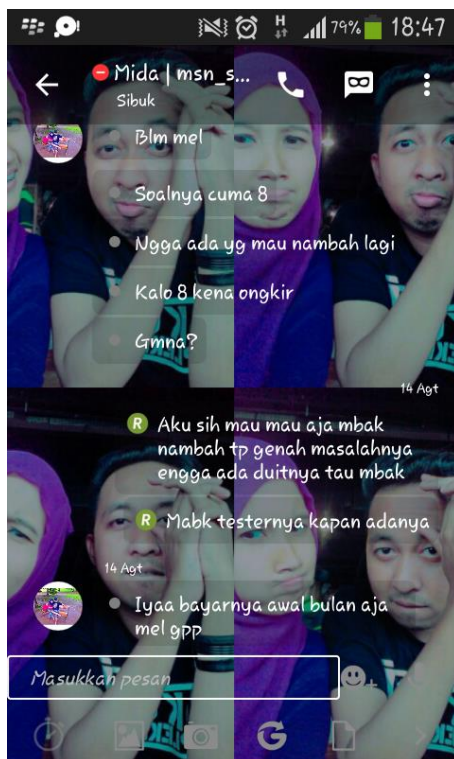 H
79%
18:47
Mida | msn_s...
Sibuk
Blm mel
Soalnya cuma 8
Ngga ada yg mau nambah lagi
Kalo 8 kena ongkir
Gmna?
14 Agt
R
Aku sih mau mau aja mbak
nambah tp genah masalahnya
engga ada duitnya tau mbak
R
Mabk testernya kapan adanya
14 Agt
Iyaa bayarnya awal bulan aja
mel gpp
Masukkan pesan